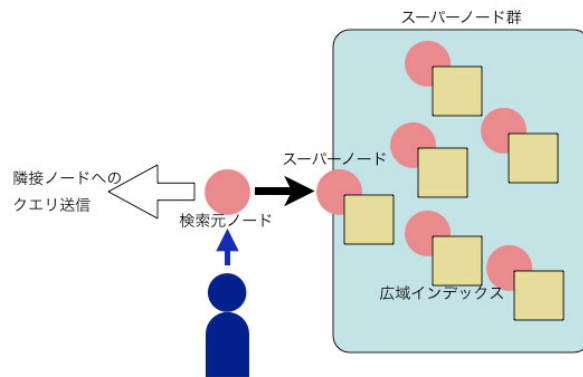 スーパーノード群
スーパーノード
隣接ノードへの
クエリ送信
検索元ノード
広域インデックス